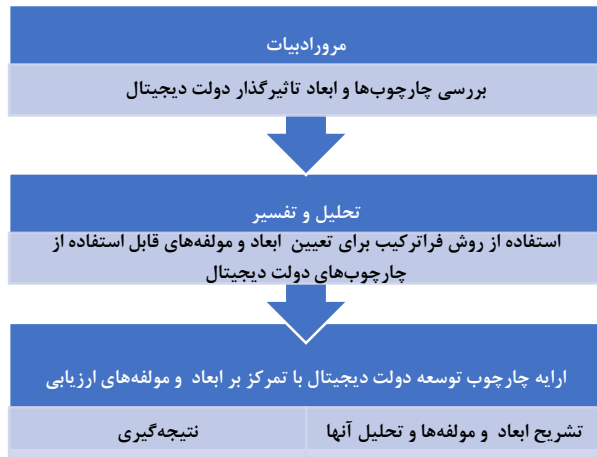 مرورادبیات
بررسی چارچوب‌ها و ابعاد تاثیرگذار دولت دیجیتال
تحلیل و تفسیر
استفاده از روش فراترکیب برای تعیین ابعاد و مولفه‌های قابل استفاده از
چارچوب‌های دولت دیجیتال
ارایه چارچوب توسعه دولت دیجیتال با تمرکز بر ابعاد و مولفه‌های ارزیابی
تشریح ابعاد و مولفه‌ها و تحلیل آنها
نتیجه‌گیری